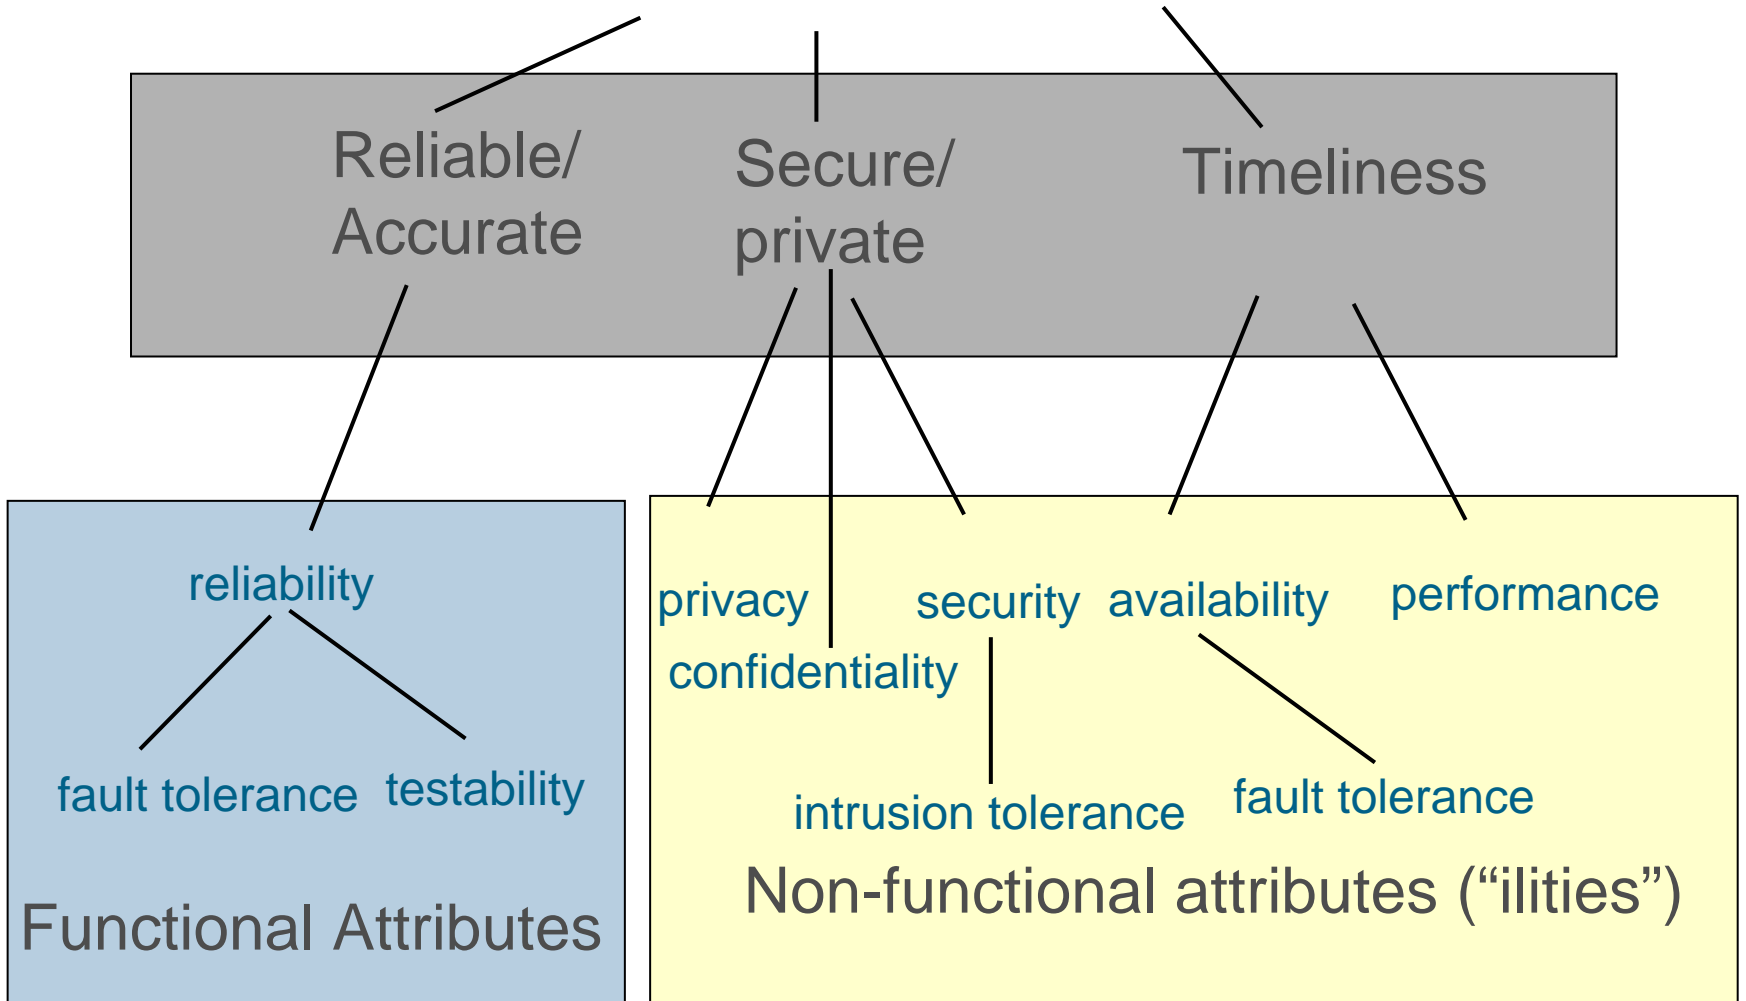 Reliable/
Accurate
Secure/
private
Timeliness
reliability
fault tolerance
testability
Functional Attributes
privacy
security
availability
performance
confidentiality
intrusion tolerance
fault tolerance
Non-functional attributes (“ilities”)